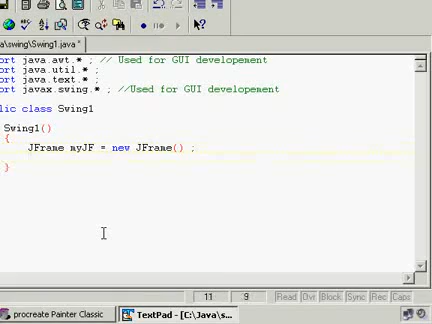 a\swing\Swing1.java *
ort java.awt.* ; // Used for GUI developement
ort java.util.* ;
ort java.text.* ;
ort javax.swing.* ; //Used for GUI developement
lic class Swing1
Swing1()
{
JFrame myJF = new JFrame() ;
}
11 9 Read Ovr Block Sync Rec Caps
procreate Painter Classic TextPad - [C:\Java\s...